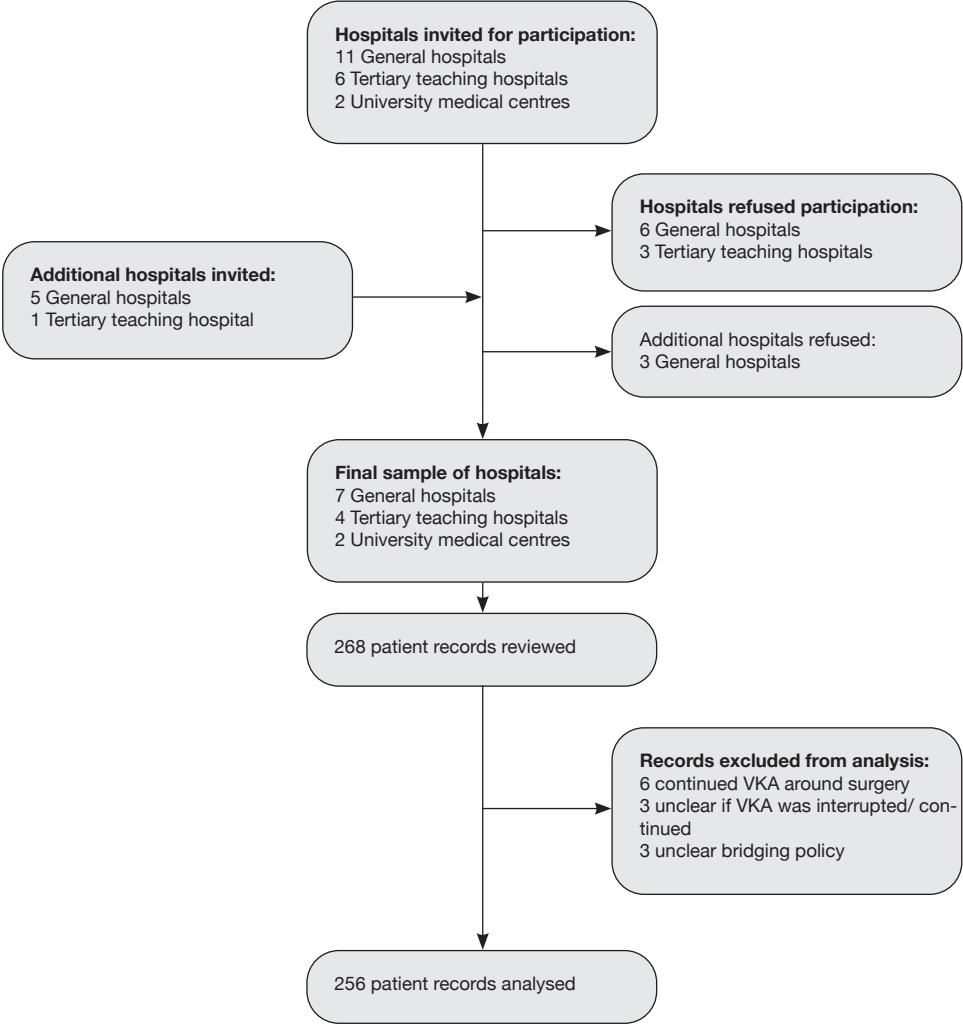 Hospitals invited for participation:
11 General hospitals
6 Tertiary teaching hospitals
2 University medical centres
Hospitals refused participation:
6 General hospitals
3 Tertiary teaching hospitals
Additional hospitals invited:
5 General hospitals
1 Tertiary teaching hospital
Additional hospitals refused:
3 General hospitals
Final sample of hospitals:
7 General hospitals
4 Tertiary teaching hospitals
2 University medical centres
268 patient records reviewed
Records excluded from analysis:
6 continued VKA around surgery
3 unclear if VKA was interrupted/ con-
tinued
3 unclear bridging policy
256 patient records analysed